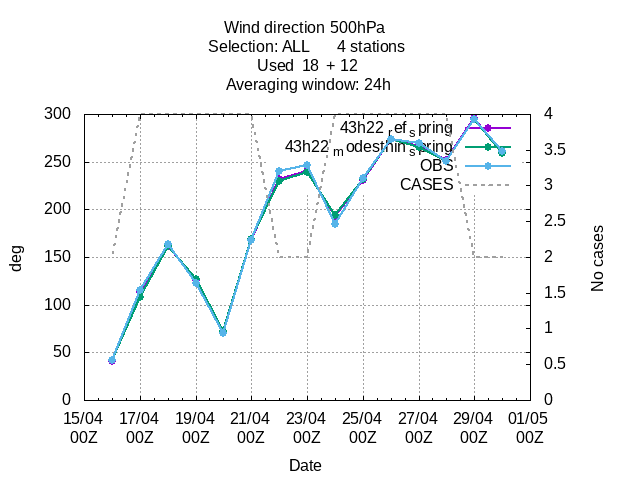 Wind direction 500hPa
Selection: ALL 4 stations
Used 18 + 12
Averaging window: 24h
300
250
200
150
100
50
0
4
3.5
3
2.5
2
1.5
1
0.5
0
43h22_ref_spring
43h22_modesmin_spring
OBS
CASES
deg
No cases
15/04 17/04 19/04 21/04 23/04 25/04 27/04 29/04 01/05
00Z 00Z 00Z 00Z 00Z 00Z 00Z 00Z 00Z
Date